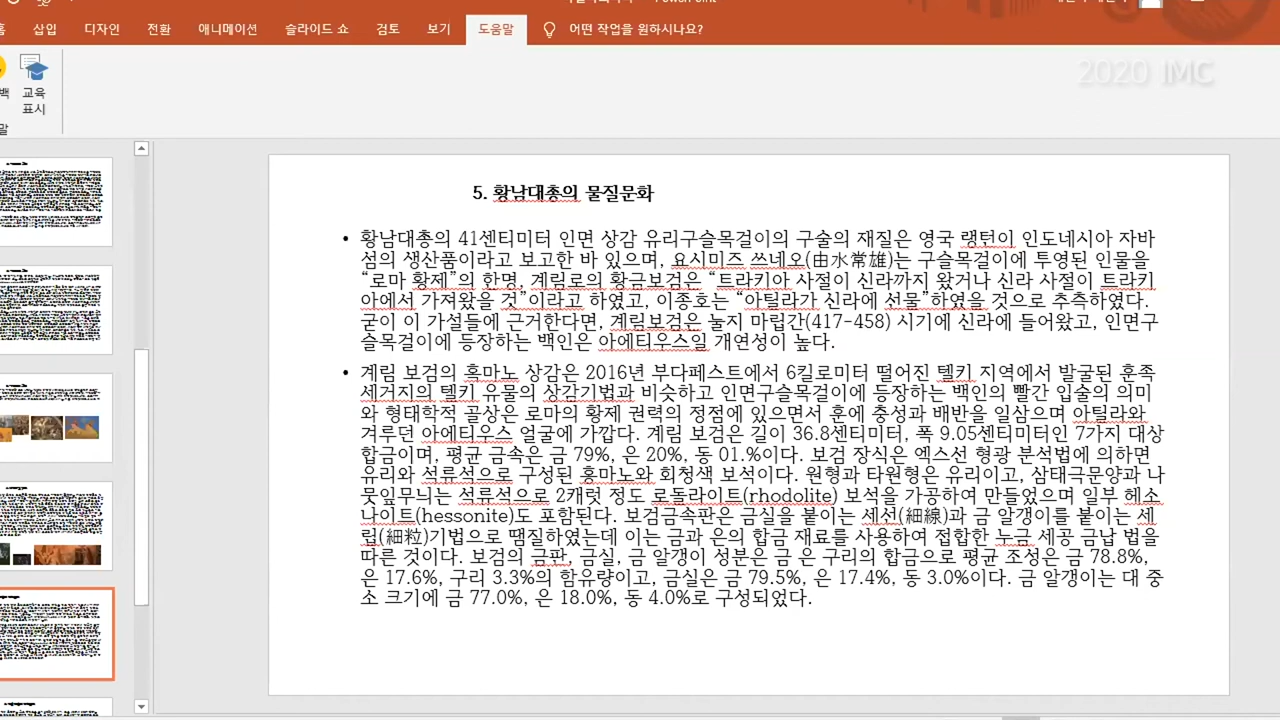 삽입 디자인 전환 애니메이션 슬라이드 쇼 검토 보기 도움말 어떤 작업을 원하시나요?
교육
표시
2020 IMC
5. 황남대총의 물질문화
• 황남대총의 41센티미터 인면 상감 유리구슬목걸이의 구슬의 재질은 영국 랭턴이 인도네시아 자바
섬의 생산품이라고 보고한 바 있으며, 요시미즈 쓰네오(由水常雄)는 구슬목걸이에 투영된 인물을
“로마 황제”의 한명, 계림로의 황금보검은 “트라키아 사절이 신라까지 왔거나 신라 사절이 트라키
아에서 가져왔을 것”이라고 하였고, 이종호는 “아틸라가 신라에 선물”하였을 것으로 추측하였다.
굳이 이 가설들에 근거한다면, 계림보검은 눌지 마립간(417-458) 시기에 신라에 들어왔고, 인면구
슬목걸이에 등장하는 백인은 아에티우스일 개연성이 높다.
• 계림 보검의 홍마노 상감은 2016년 부다페스트에서 6킬로미터 떨어진 텔키 지역에서 발굴된 훈족
세거지의 텔키 유물의 상감기법과 비슷하고 인면구슬목걸이에 등장하는 백인의 빨간 입술의 의미
와 형태학적 골상은 로마의 황제 권력의 정점에 있으면서 훈에 충성과 배반을 일삼으며 아틸라와
겨루던 아에티우스 얼굴에 가깝다. 계림 보검은 길이 36.8센티미터, 폭 9.05센티미터인 7가지 대상
합금이며, 평균 금속은 금 79%, 은 20%, 동 01.%이다. 보검 장식은 엑스선 형광 분석법에 의하면
유리와 석류석으로 구성된 홍마노와 회청색 보석이다. 원형과 타원형은 유리이고, 삼태극문양과 나
뭇잎무늬는 석류석으로 2캐럿 정도 로돌라이트(rhodolite) 보석을 가공하여 만들었으며 일부 헤소
나이트(hessonite)도 포함된다. 보검금속판은 금실을 붙이는 세선(細線)과 금 알갱이를 붙이는 세
립(細粒)기법으로 땜질하였는데 이는 금과 은의 합금 재료를 사용하여 접합한 누금 세공 금납 법을
따른 것이다. 보검의 금판, 금실, 금 알갱이 성분은 금 은 구리의 합금으로 평균 조성은 금 78.8%,
은 17.6%, 구리 3.3%의 함유량이고, 금실은 금 79.5%, 은 17.4%, 동 3.0%이다. 금 알갱이는 대 중
소 크기에 금 77.0%, 은 18.0%, 동 4.0%로 구성되었다.